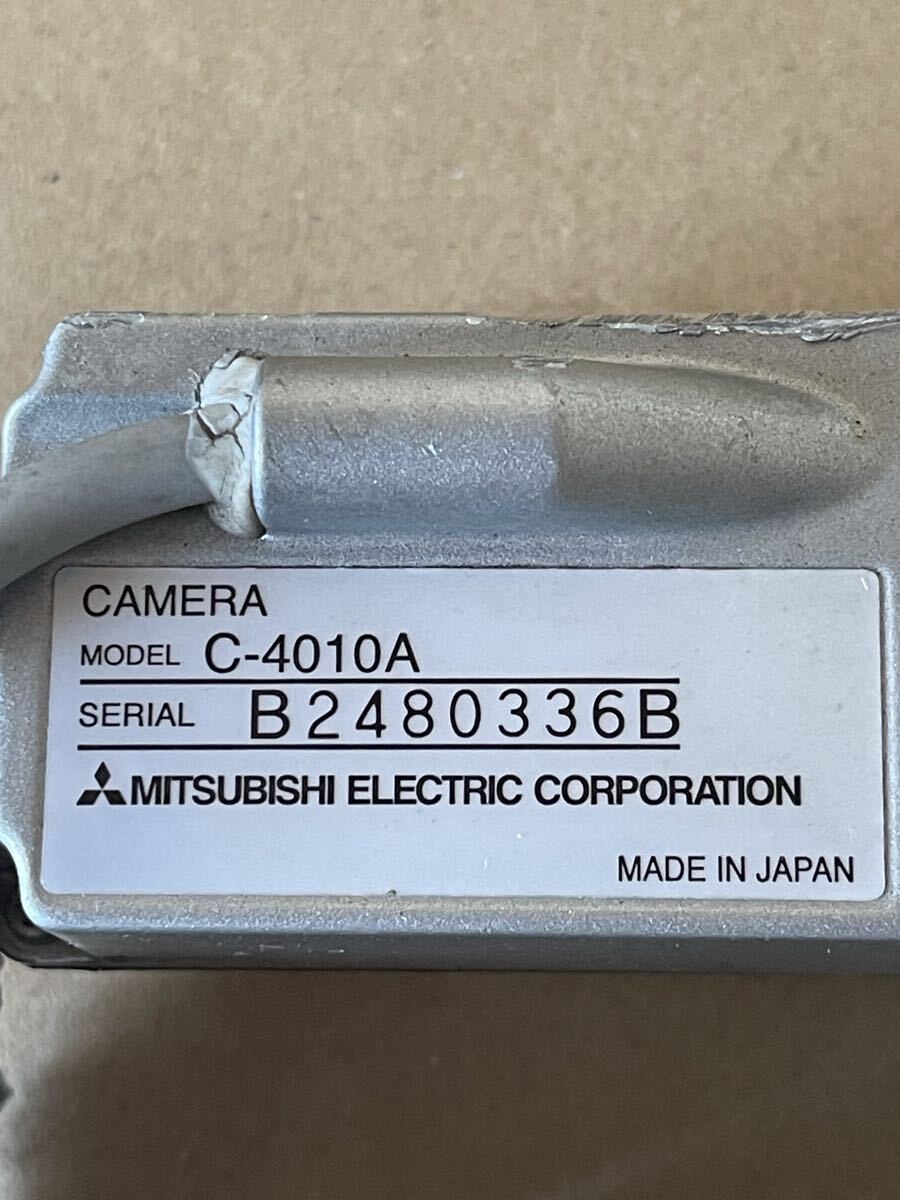 CAMERA
MODEL C-4010A
SERIAL B2480336B
MITSUBISHI ELECTRIC CORPORATION
MADE IN JAPAN